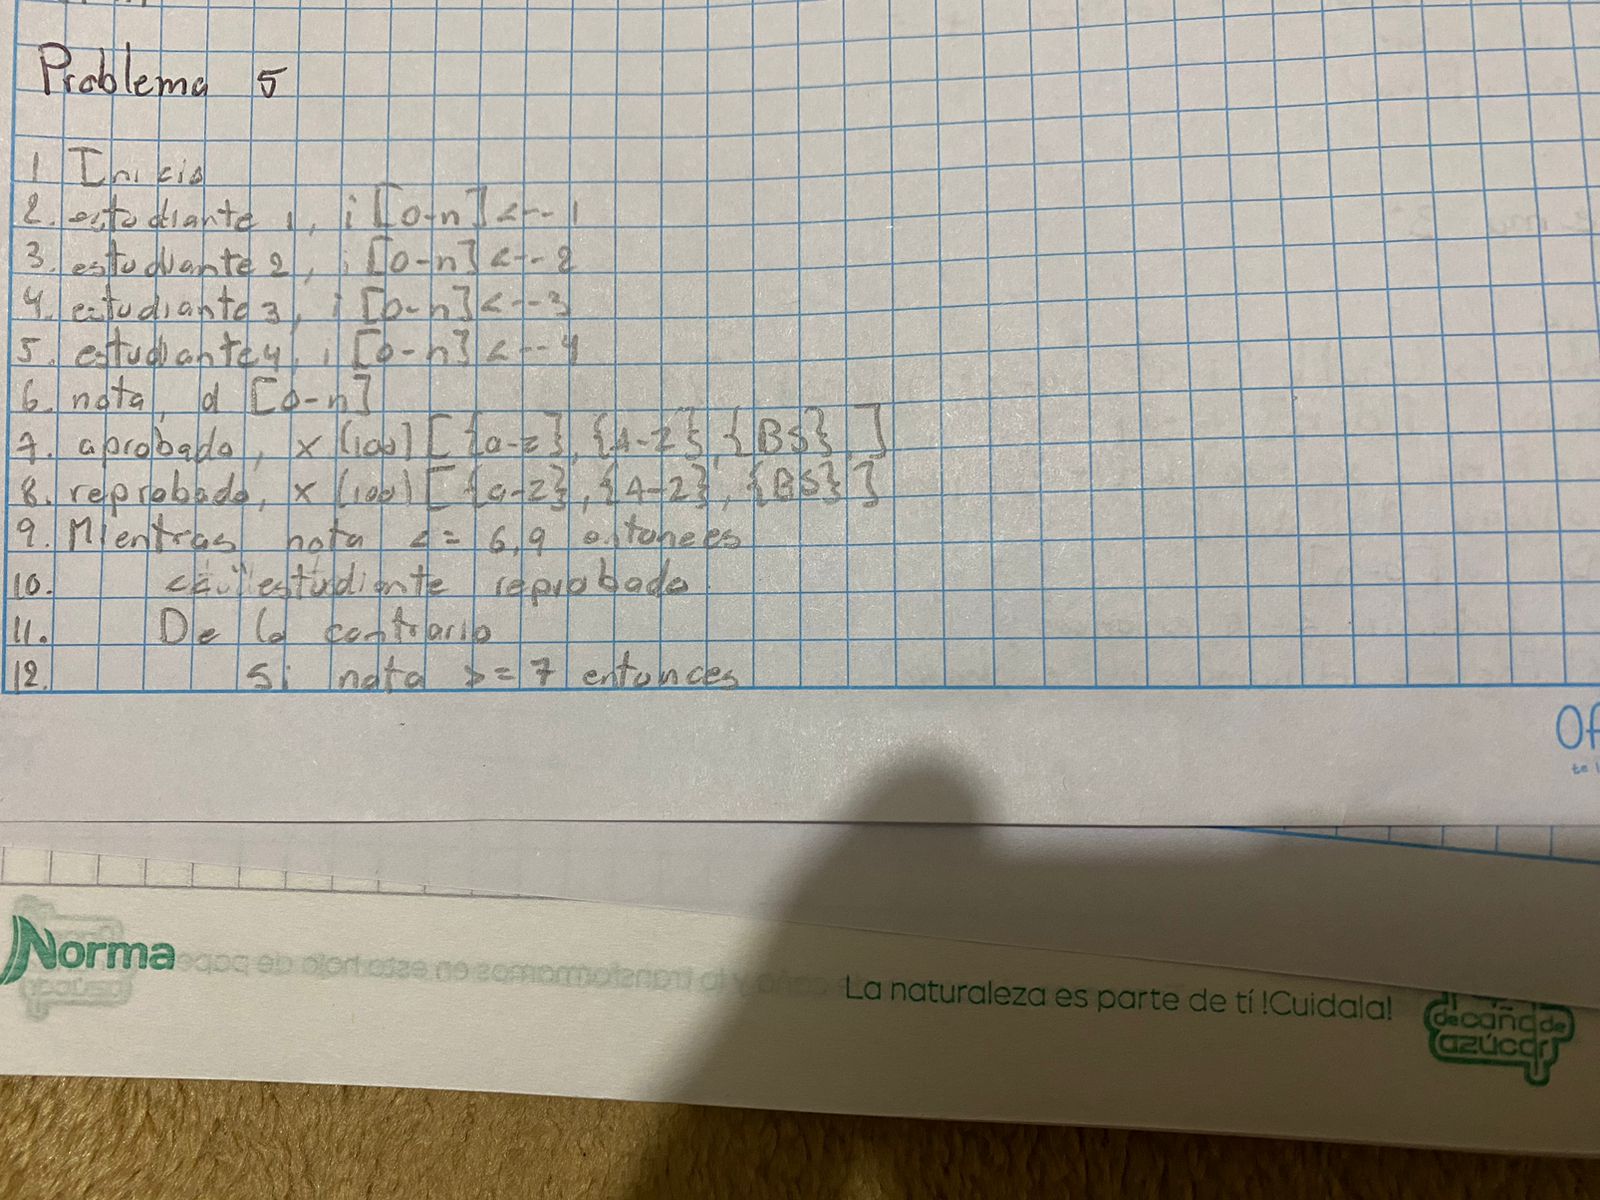 Problema 5
1 Inicio
2. estudiante 1, i [0-n] <-- 1
3. estudiante 2, i [0-n] <-- 2
4. estudiante 3, i [0-n] <-- 3
5. estudiante 4, i [0-n] <-- 4
6. nota, d [0-n]
7. aprobado, x (100) [{a-z}, {A-Z}, {BS}, ]
8. reprobado, x (100) [{a-z}, {A-Z}, {BS}]
9. Mientras nota <= 6,9 entonces
10. << "estudiante reprobado
11. De lo contrario
12. Si nota >= 7 entonces
Norma
La naturaleza es parte de tí !Cuidala!
de caña de
azúcar